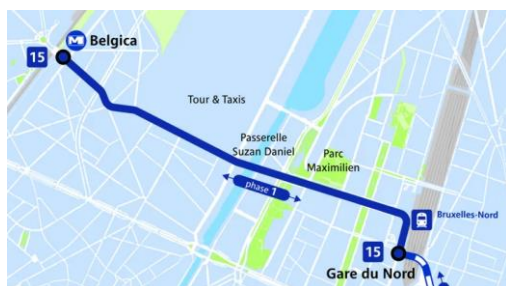 M Belgica
15
Tour & Taxis
Passerelle
Suzan Daniel
Parc
Maximilien
phase 1
Bruxelles-Nord
15
Gare du Nord